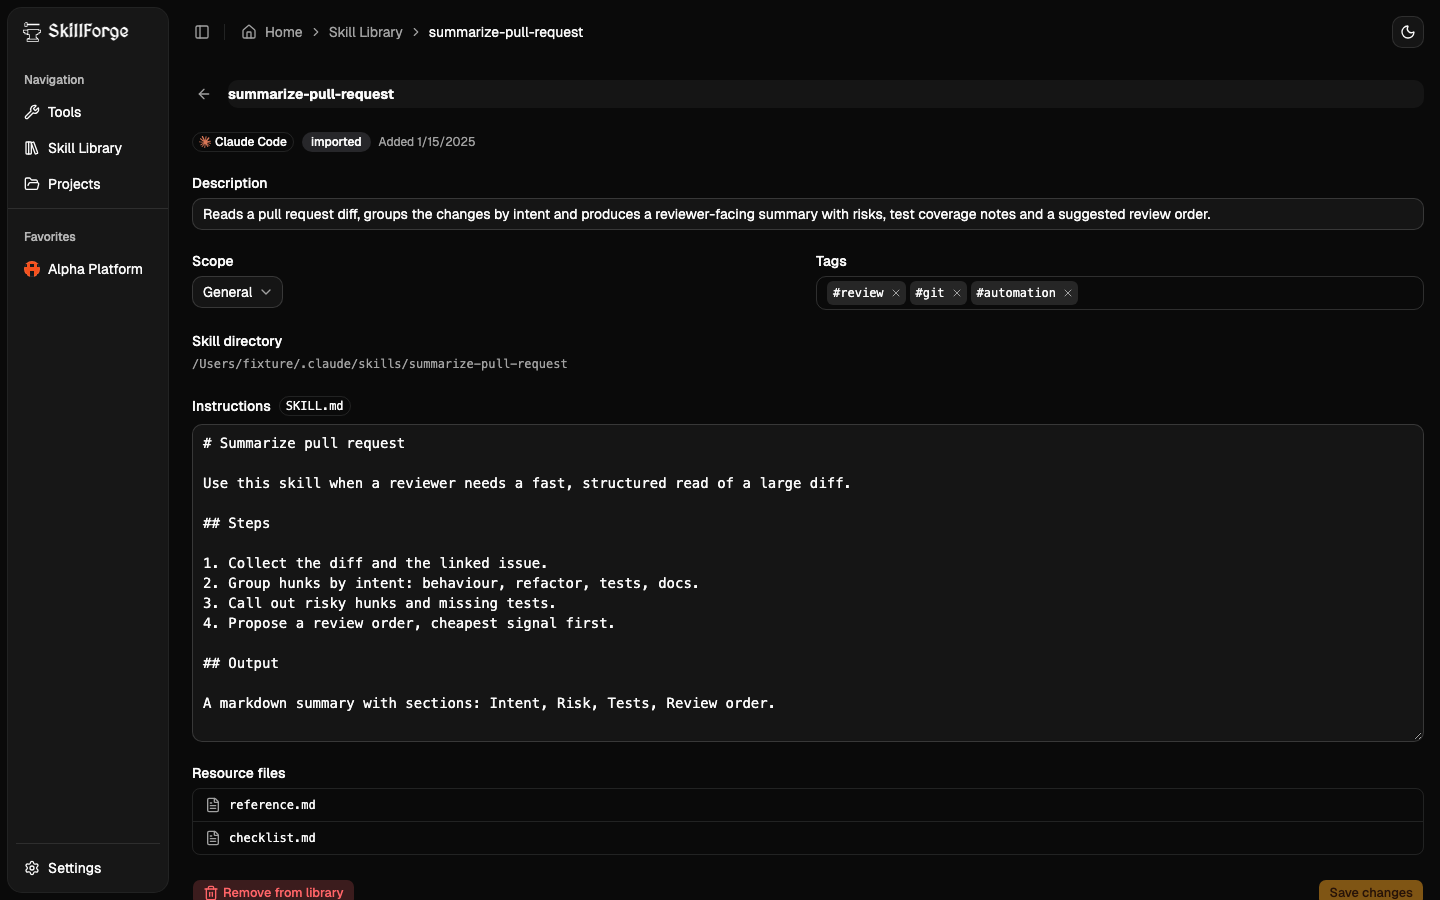 SkillForge
Home > Skill Library > summarize-pull-request
Navigation
Tools
Skill Library
Projects
Favorites
Alpha Platform
Settings
summarize-pull-request
Claude Code imported Added 1/15/2025
Description
Reads a pull request diff, groups the changes by intent and produces a reviewer-facing summary with risks, test coverage notes and a suggested review order.
Scope
General
Tags
#review × #git × #automation ×
Skill directory
/Users/fixture/.claude/skills/summarize-pull-request
Instructions SKILL.md
# Summarize pull request
Use this skill when a reviewer needs a fast, structured read of a large diff.
## Steps
1. Collect the diff and the linked issue.
2. Group hunks by intent: behaviour, refactor, tests, docs.
3. Call out risky hunks and missing tests.
4. Propose a review order, cheapest signal first.
## Output
A markdown summary with sections: Intent, Risk, Tests, Review order.
Resource files
reference.md
checklist.md
Remove from library
Save changes